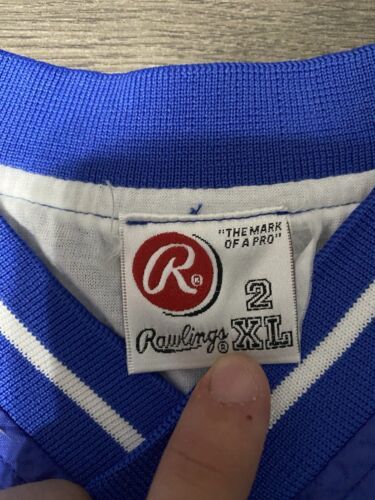 "THE MARK
OF A PRO"
R®
2
Rawlings® XL